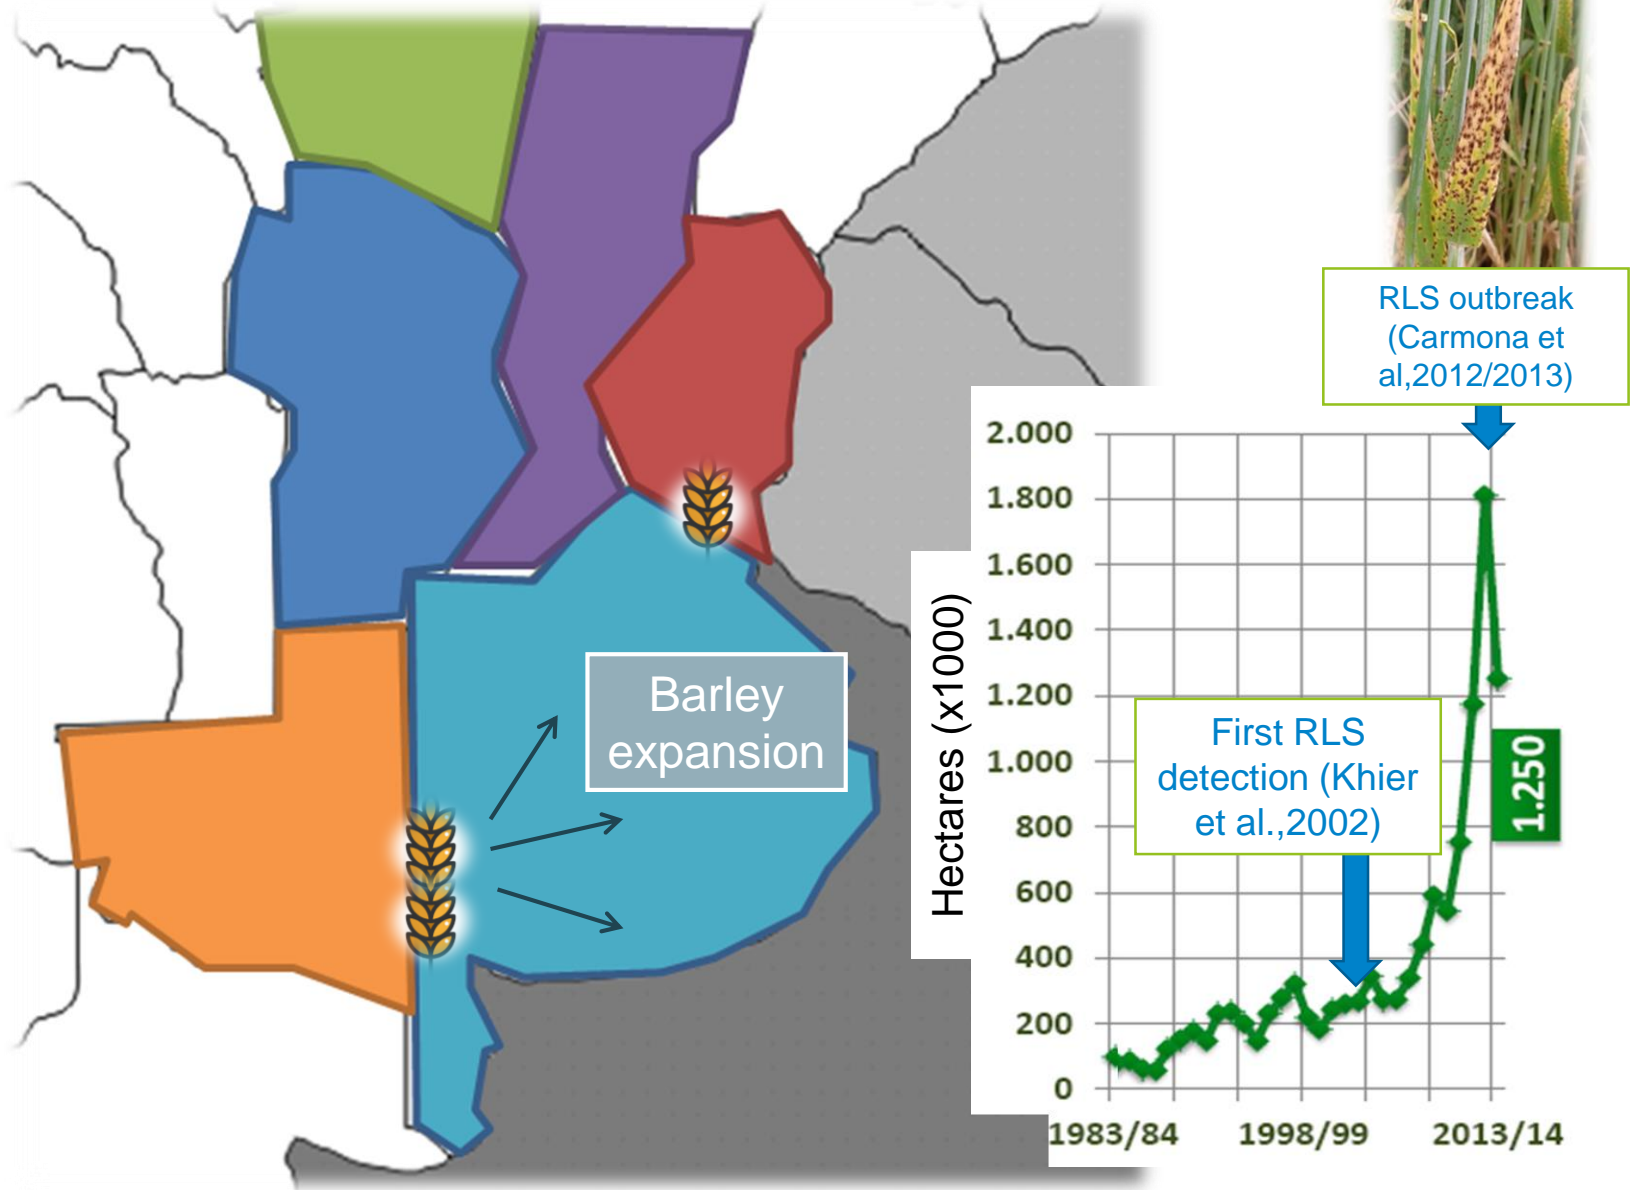 RLS outbreak
(Carmona et
al,2012/2013)
Barley
expansion
Hectares (x1000)
2.000
1.800
1.600
1.400
1.200
1.000
800
600
400
200
0
First RLS
detection (Khier
et al.,2002)
1.250
1983/84
1998/99
2013/14